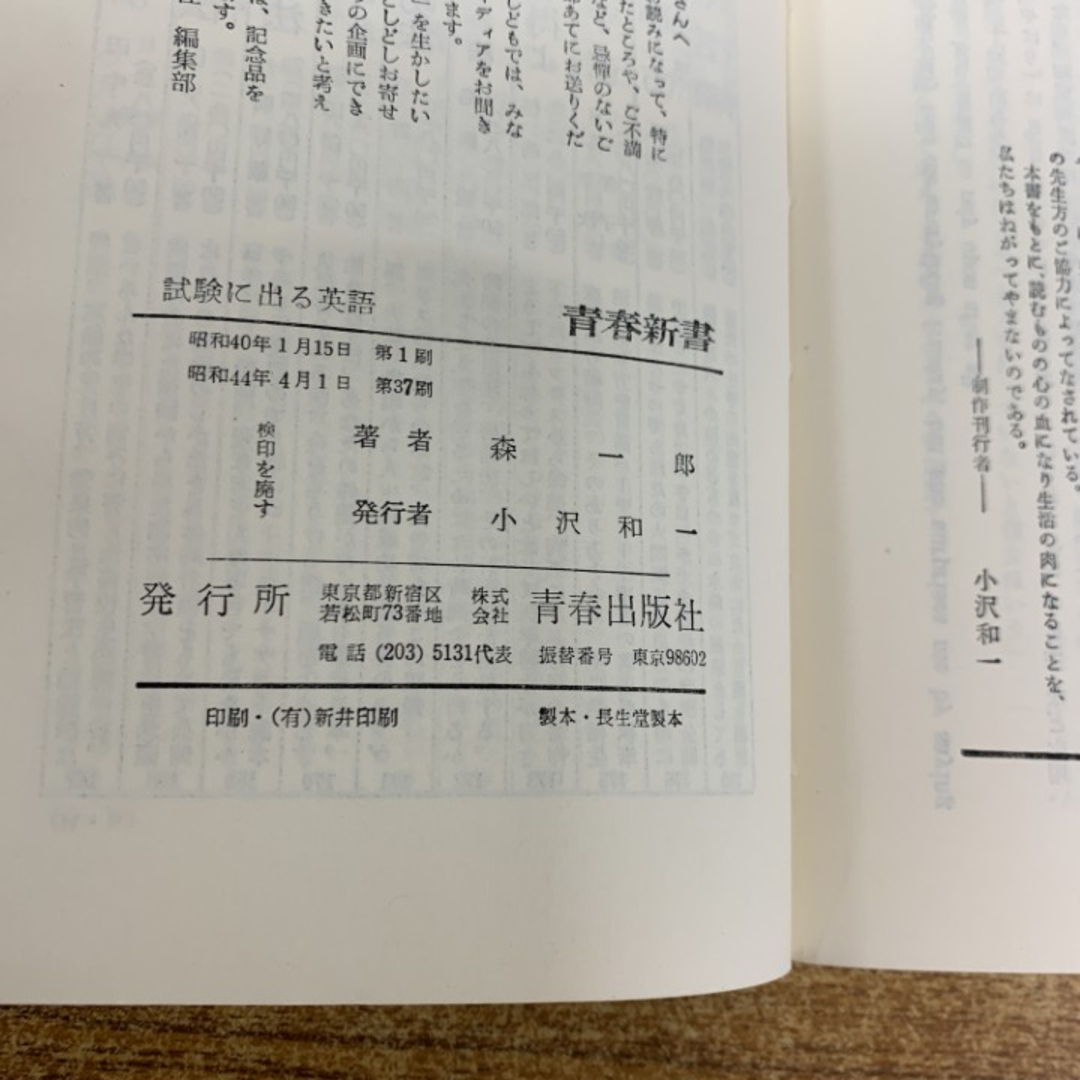 の先生方のご協力によってなされている。
本書をもとに、読むものの心の血になり生活の肉になることを、
私たちはねがってやまないのである。
――制作刊行者―― 小沢和一
さんへ
お読みになって、特に
たところや、ご不満
など、忌憚のないご
部あてにお送りくだ
しどもでは、みな
ディアをお聞き
ます。
を生かしたい
どしどしお寄せ
の企画にでき
きたいと考え
す。
は、記念品を
社 編集部
試験に出る英語
青春新書
昭和40年1月15日 第1刷
昭和44年4月1日 第37刷
検印を廃す
著者 森一郎
発行者 小沢和一
発行所 東京都新宿区若松町73番地 株式会社 青春出版社
電話(203)5131代表 振替番号 東京98602
印刷・(有)新井印刷 製本・長生堂製本